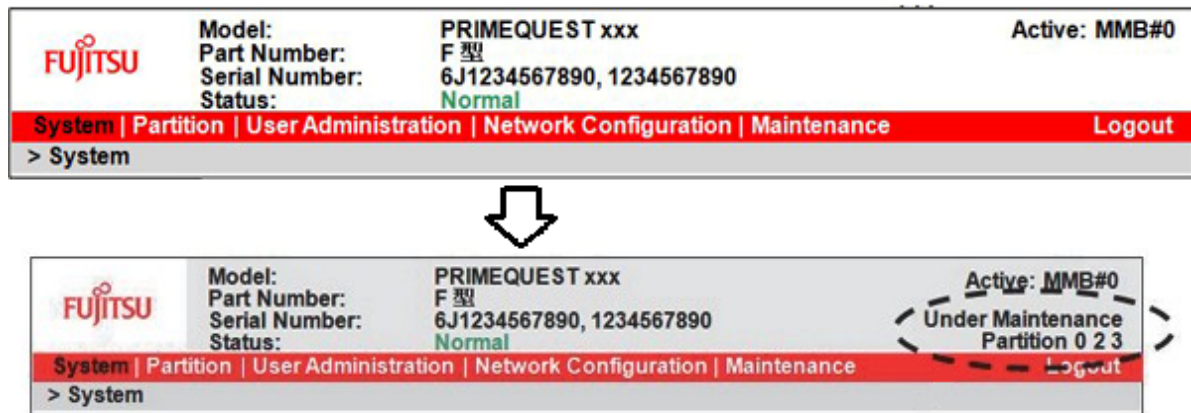 FUJITSU
Model: PRIMEQUEST xxx Active: MMB#0
Part Number: F 型
Serial Number: 6J1234567890, 1234567890
Status: Normal
System | Partition | User Administration | Network Configuration | Maintenance Logout
> System
FUJITSU
Model: PRIMEQUEST xxx Active: MMB#0
Part Number: F 型
Serial Number: 6J1234567890, 1234567890 Under Maintenance
Status: Normal Partition 0 2 3
System | Partition | User Administration | Network Configuration | Maintenance Logout
> System